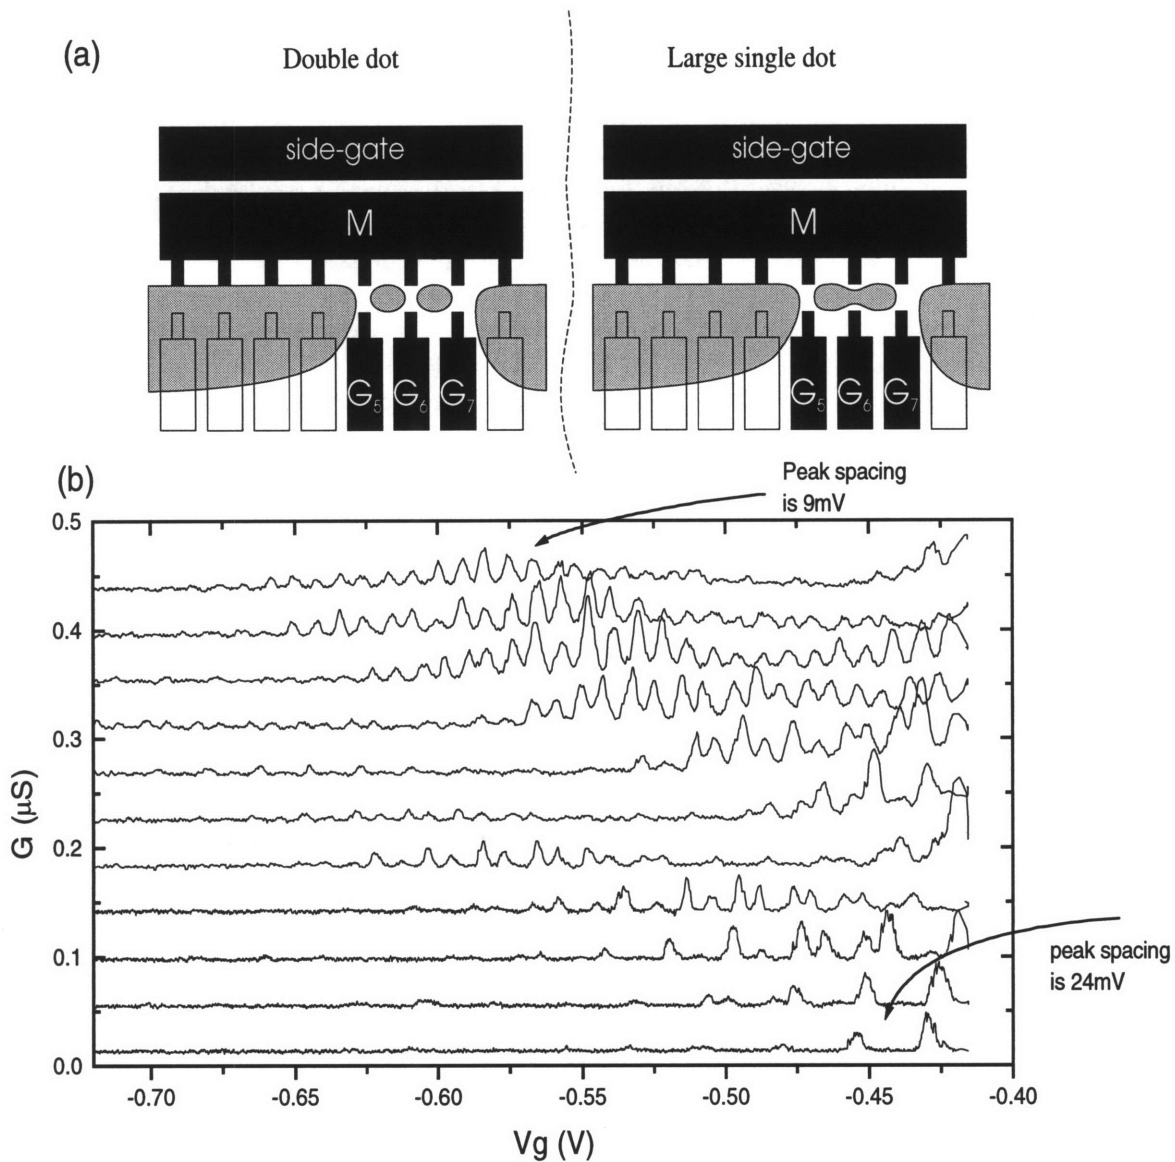 (a)
Double dot
Large single dot
side-gate
side-gate
M
M
G5 G6 G7
G5 G6 G7
(b)
Peak spacing
is 9mV
0.5
0.4
0.3
0.2
0.1
0.0
G (μS)
peak spacing
is 24mV
-0.70 -0.65 -0.60 -0.55 -0.50 -0.45 -0.40
Vg (V)